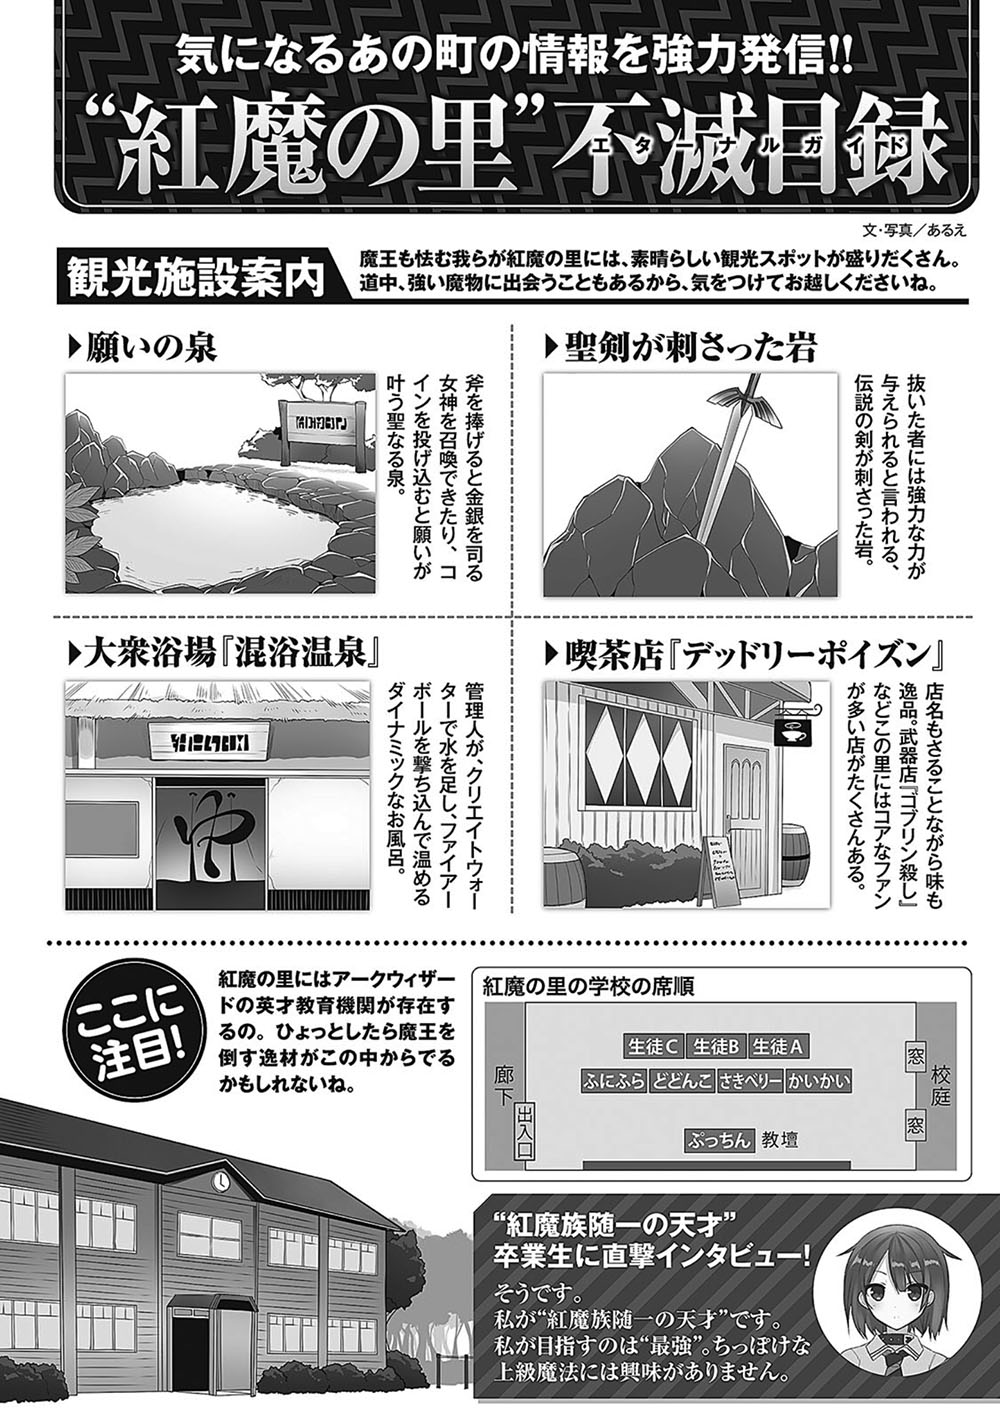 気になるあの町の情報を強力発信!!
“紅魔の里”不滅目録
エターナルガイド
文・写真／あるえ
観光施設案内
魔王も怯む我らが紅魔の里には、素晴らしい観光スポットが盛りだくさん。
道中、強い魔物に出会うこともあるから、気をつけてお越しくださいね。
▶願いの泉
斧を捧げると金銀を司る
女神を召喚できたり、コ
インを投げ込むと願いが
叶う聖なる泉。
▶聖剣が刺さった岩
抜いた者には強力な力が
与えられると言われる、
伝説の剣が刺さった岩。
▶大衆浴場『混浴温泉』
管理人が、クリエイトウォー
ターで水を足し、ファイアー
ボールを撃ち込んで温める
ダイナミックなお風呂。
▶喫茶店『デッドリーポイズン』
店名もさることながら味も
逸品。武器店『ゴブリン殺し』
などこの里にはコアなファン
が多い店がたくさんある。
ここに
注目!
紅魔の里にはアークウィザー
ドの英才教育機関が存在す
るの。ひょっとしたら魔王を
倒す逸材がこの中からでる
かもしれないね。
紅魔の里の学校の席順
生徒C 生徒B 生徒A
ふにふら どどんこ さきベリー かいかい
ぷっちん 教壇
廊下
出入口
窓
窓
校庭
“紅魔族随一の天才”
卒業生に直撃インタビュー!
そうです。
私が“紅魔族随一の天才”です。
私が目指すのは“最強”。ちっぽけな
上級魔法には興味がありません。